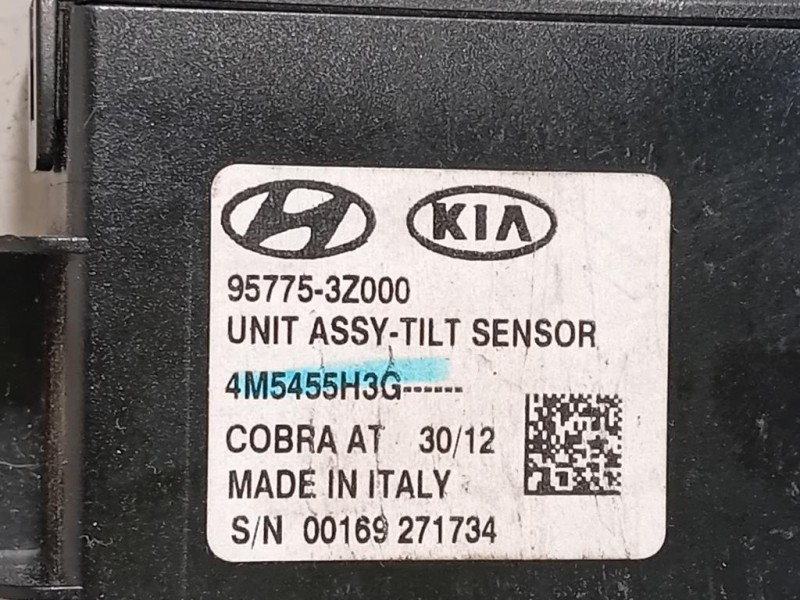 KIA
95775-3Z000
UNIT ASSY-TILT SENSOR
4M5455H3G------
COBRA AT 30/12
MADE IN ITALY
S/N 00169 271734